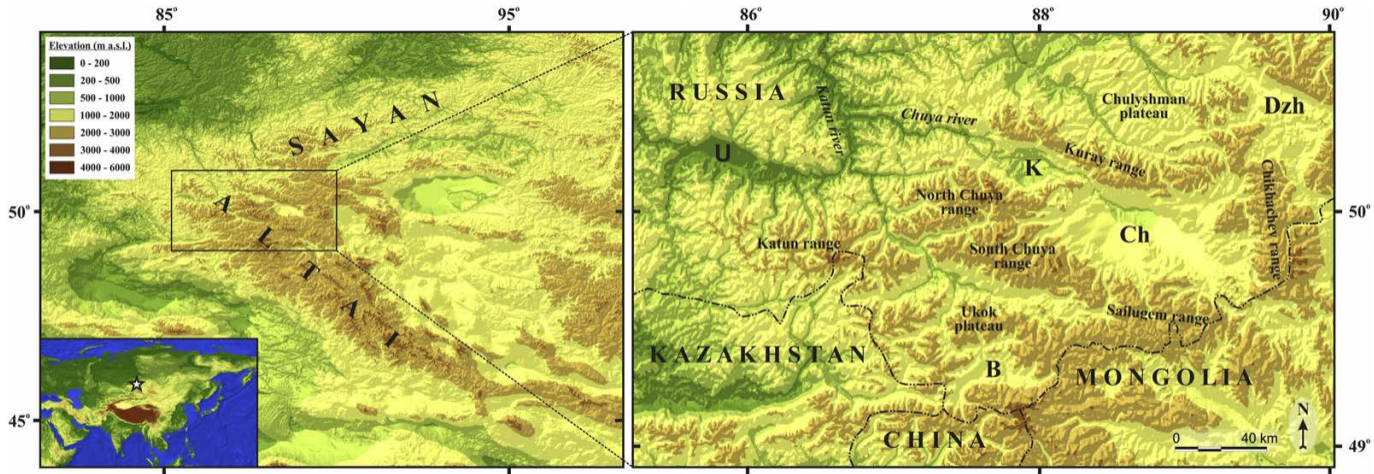 85°
95°
Elevation (m a.s.l.)
0 - 200
200 - 500
500 - 1000
1000 - 2000
2000 - 3000
3000 - 4000
4000 - 6000
SAYAN
ALTAI
50°
45°
86°
88°
90°
RUSSIA
Katun river
Chuya river
Chulyshman
plateau
Dzh
U
K
Kuray range
Chikhachev range
North Chuya
range
50°
Ch
Katun range
South Chuya
range
Ukok
plateau
Sailugem range
KAZAKHSTAN
B
MONGOLIA
CHINA
N
0 40 km
49°